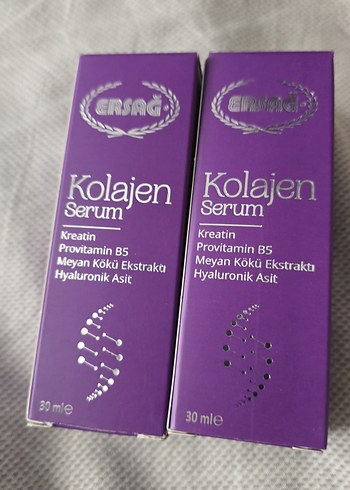 ERSAĞ
Kolajen
Serum
Kreatin
Provitamin B5
Meyan Kökü Ekstraktı
Hyaluronik Asit
30 ml℮
ERSAĞ
Kolajen
Serum
Kreatin
Provitamin B5
Meyan Kökü Ekstraktı
Hyaluronik Asit
30 ml℮